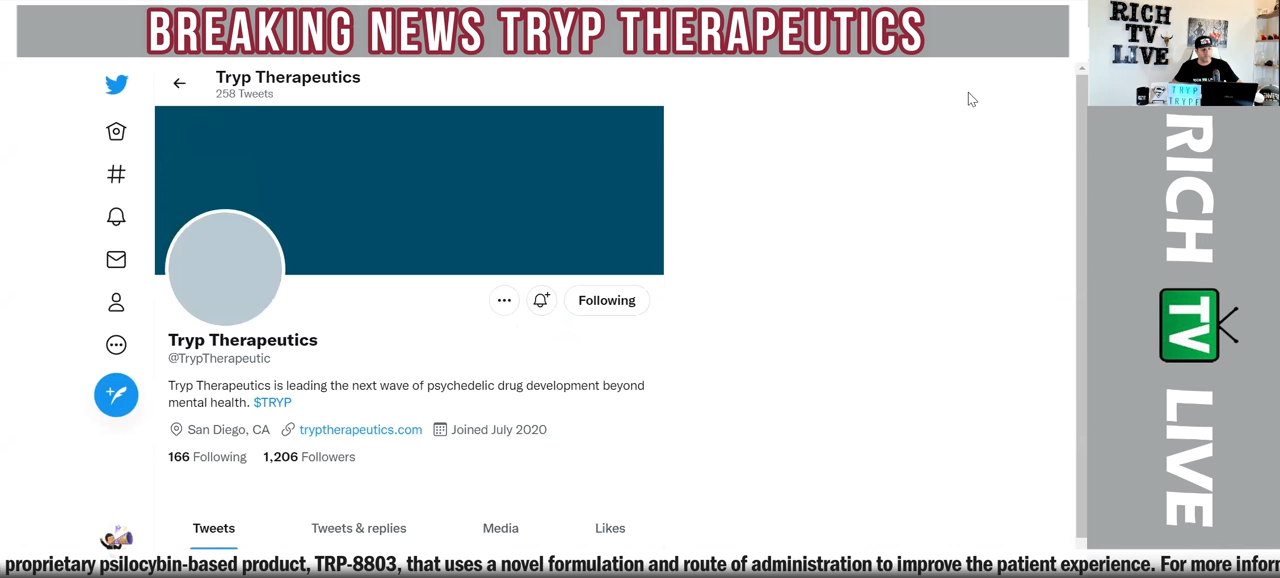 BREAKING NEWS TRYP THERAPEUTICS
RICH
TV
LIVE
TRYP
TRYPF
Tryp Therapeutics
258 Tweets
Following
Tryp Therapeutics
@TrypTherapeutic
Tryp Therapeutics is leading the next wave of psychedelic drug development beyond
mental health. $TRYP
San Diego, CA tryptherapeutics.com Joined July 2020
166 Following 1,206 Followers
Tweets Tweets & replies Media Likes
RICH
TV
LIVE
proprietary psilocybin-based product, TRP-8803, that uses a novel formulation and route of administration to improve the patient experience. For more infor